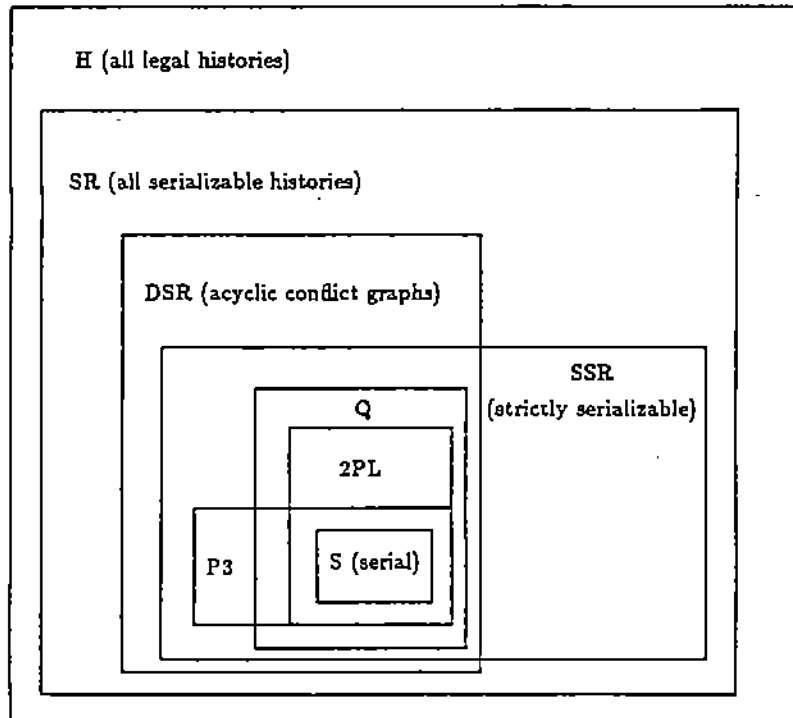 H (all legal histories)
SR (all serializable histories)
DSR (acyclic conflict graphs)
SSR
(strictly serializable)
Q
2PL
P3
S (serial)